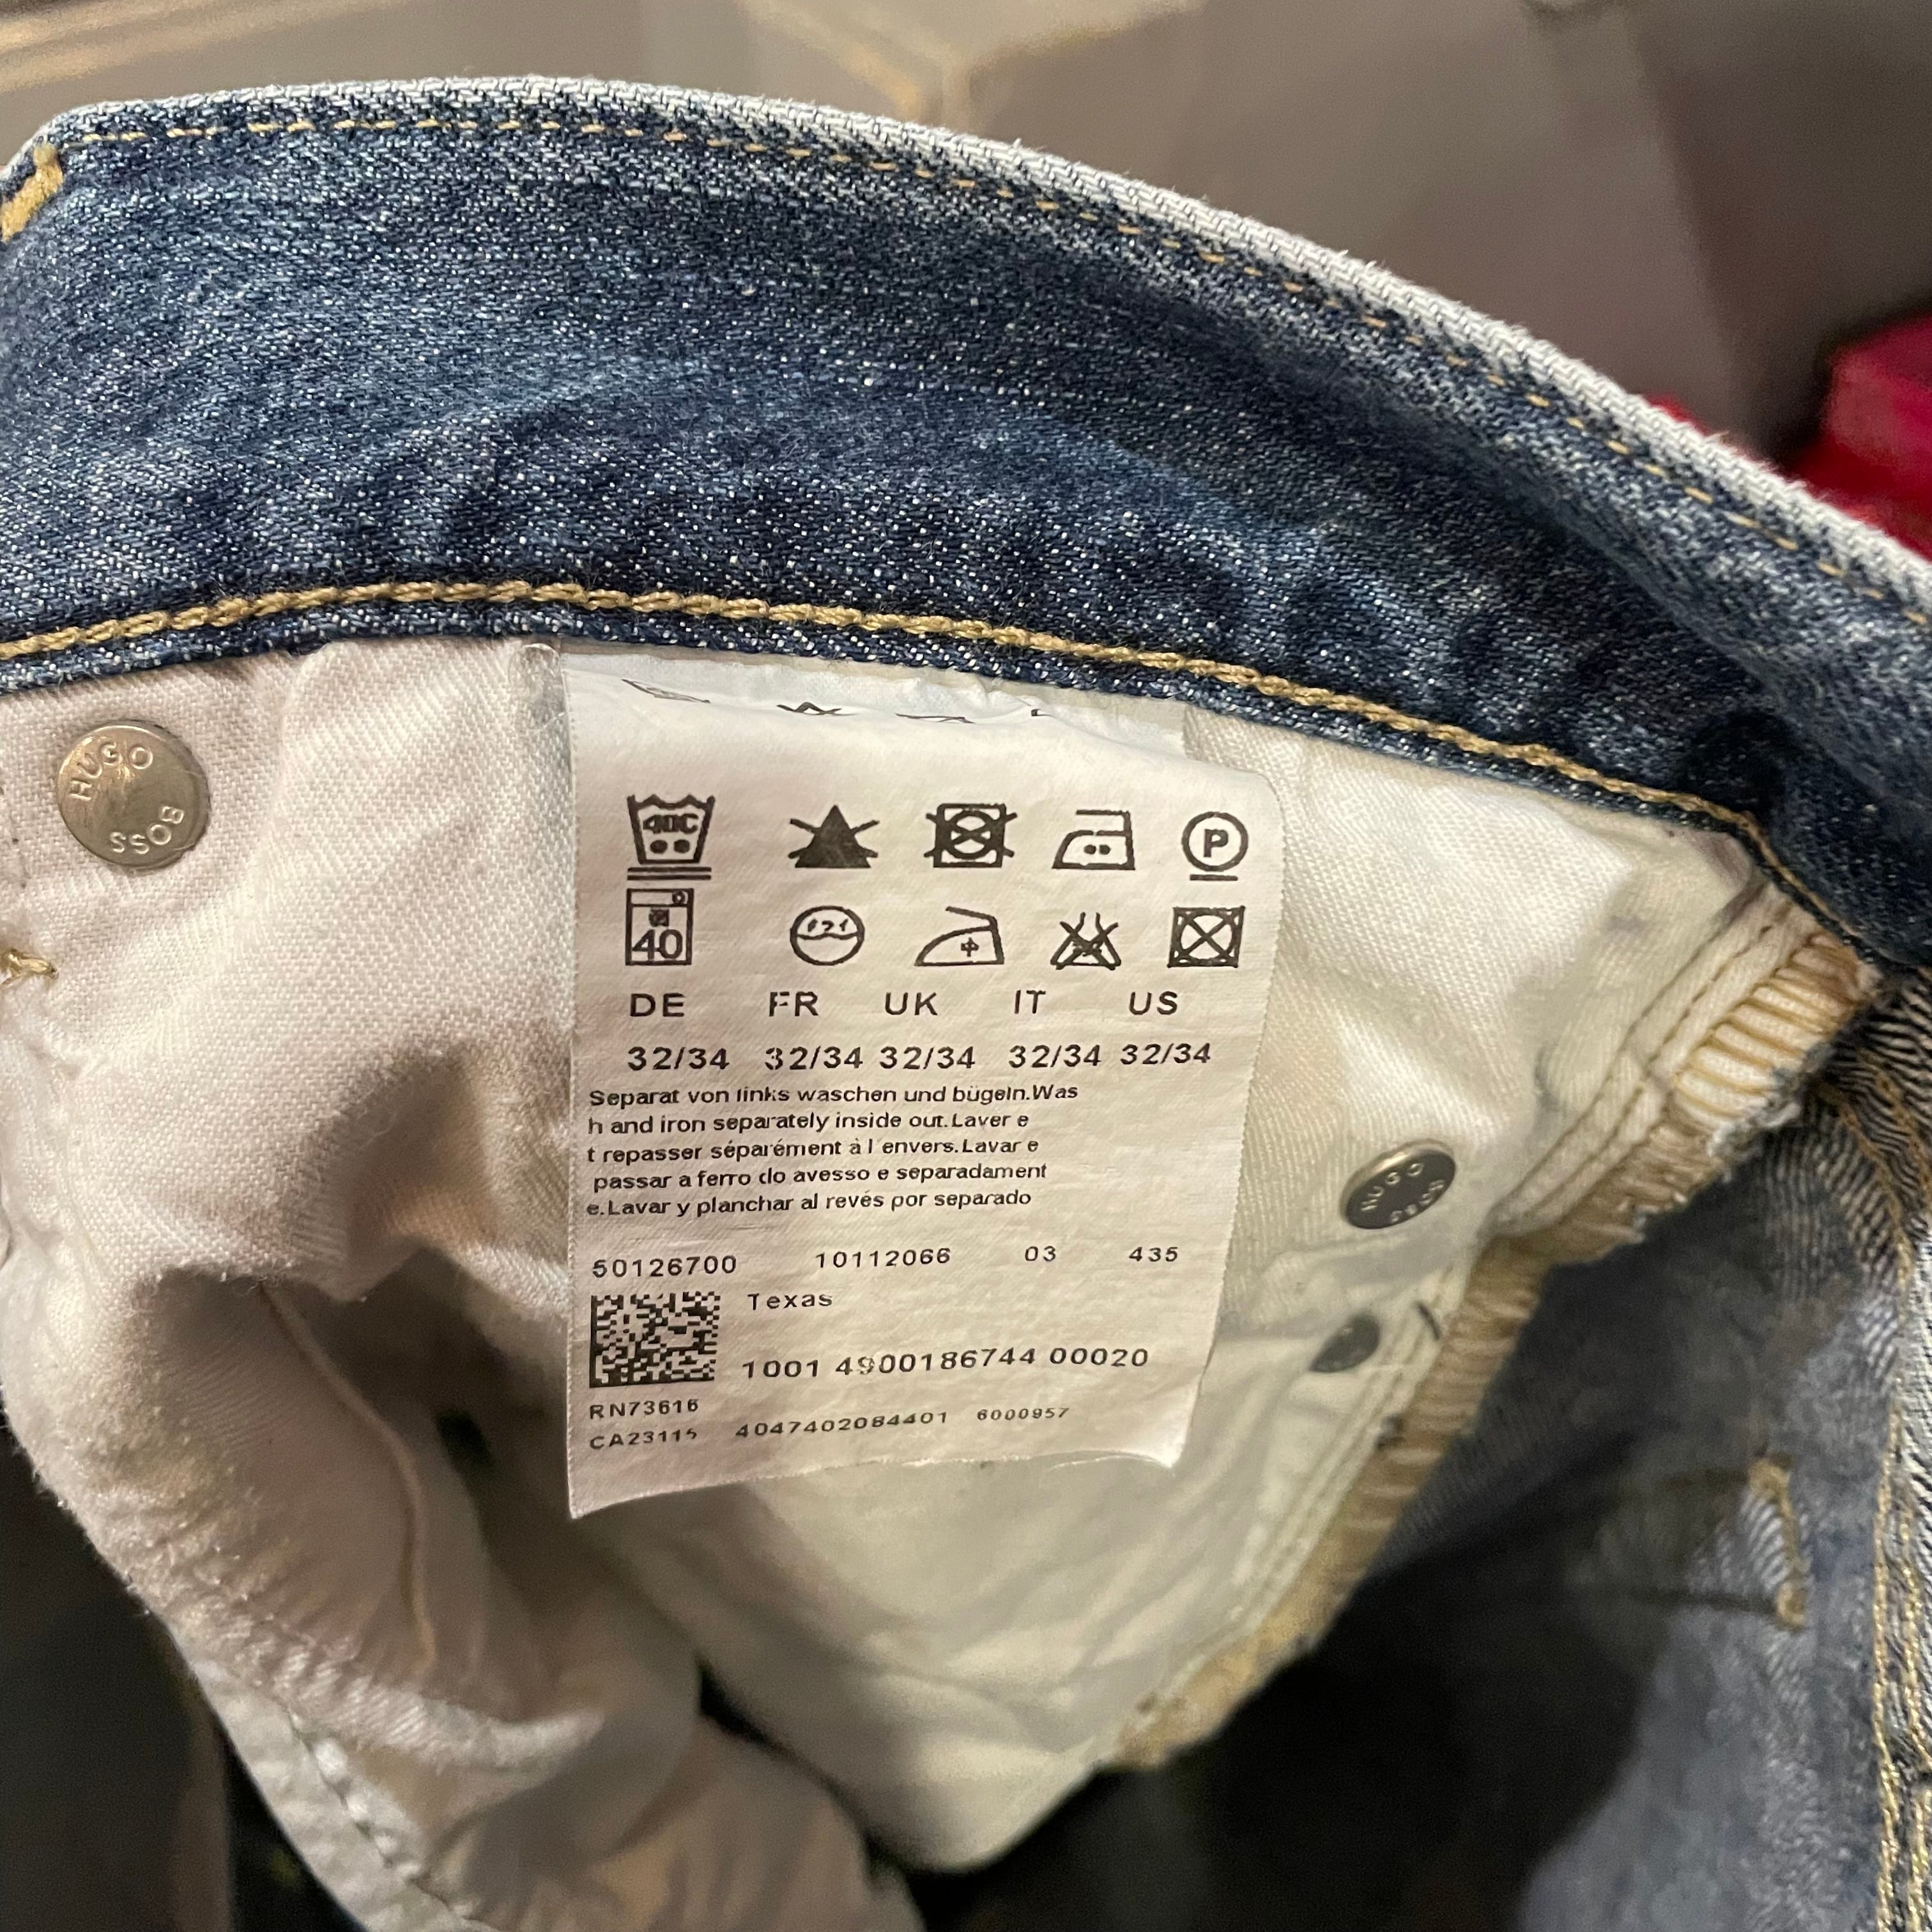 HUGO
BOSS
40C
P
40
中
DE FR UK IT US
32/34 32/34 32/34 32/34 32/34
Separat von links waschen und bügeln.Was
h and iron separately inside out.Laver e
t repasser séparément à l envers.Lavar e
passar a ferro do avesso e separadament
e.Lavar y planchar al revés por separado
HUGO
BOSS
50126700 10112066 03 435
Texas
1001 4900186744 00020
RN73616
CA23115 4047402084401 6000957